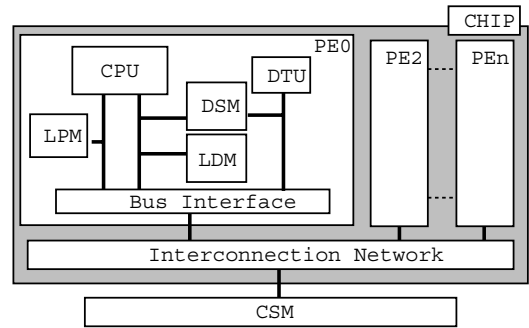 CHIP
PE0
CPU
DTU
PE2
PEn
DSM
LPM
LDM
Bus Interface
Interconnection Network
CSM